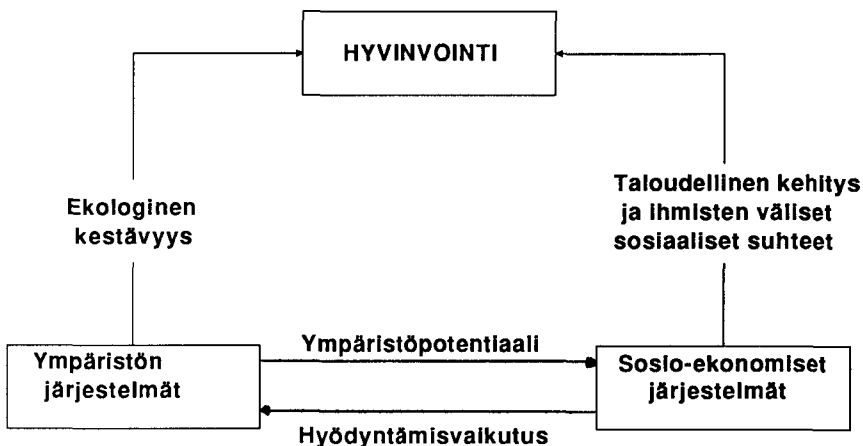 HYVINVOINTI
Ekologinen
kestävyys
Taloudellinen kehitys
ja ihmisten väliset
sosiaaliset suhteet
Ympäristöpotentiaali
Ympäristön
järjestelmät
Sosio-ekonomiset
järjestelmät
Hyödyntämisvaikutus